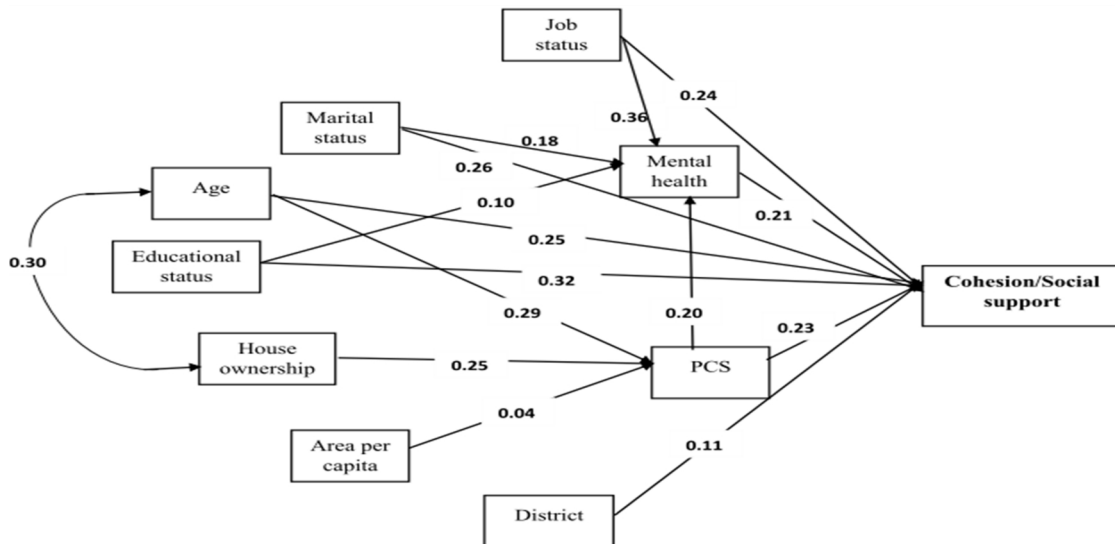 Job
status
0.24
Marital
status
0.36
0.18
Mental
health
0.26
Age
0.10
0.21
0.25
Educational
status
0.30
0.32
Cohesion/Social
support
0.29
0.20
0.23
House
ownership
0.25
PCS
0.04
Area per
capita
0.11
District